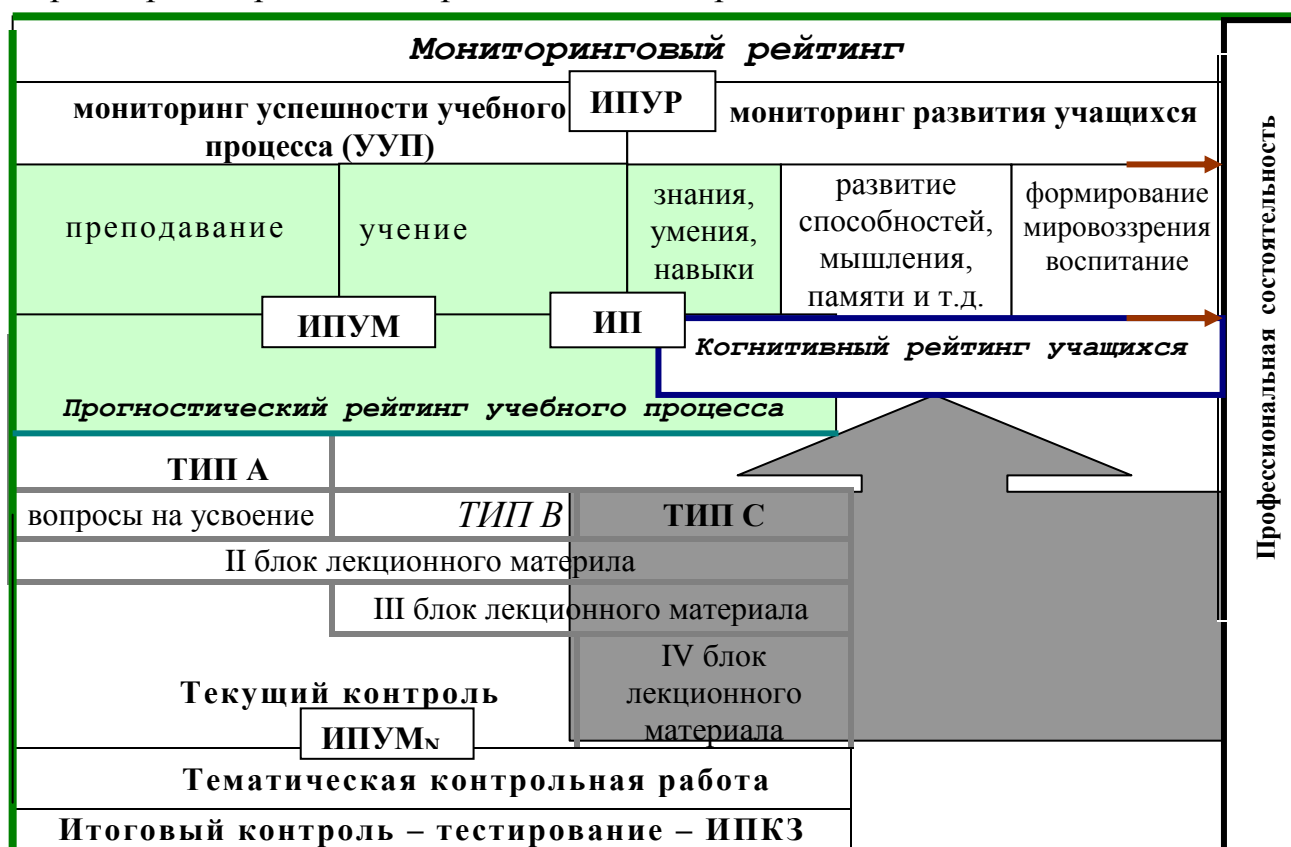 Мониторинговый рейтинг
мониторинг успешности учебного
процесса (УУП)
ИПУР
мониторинг развития учащихся
преподавание
учение
знания,
умения,
навыки
развитие
способностей,
мышления,
памяти и т.д.
формирование
мировоззрения
воспитание
ИПУМ
ИП
Когнитивный рейтинг учащихся
Прогностический рейтинг учебного процесса
ТИП А
вопросы на усвоение
ТИП В
ТИП С
II блок лекционного материла
III блок лекционного материала
IV блок
лекционного
материала
Текущий контроль
ИПУМN
Тематическая контрольная работа
Итоговый контроль – тестирование – ИПКЗ
Профессиональная состоятельность